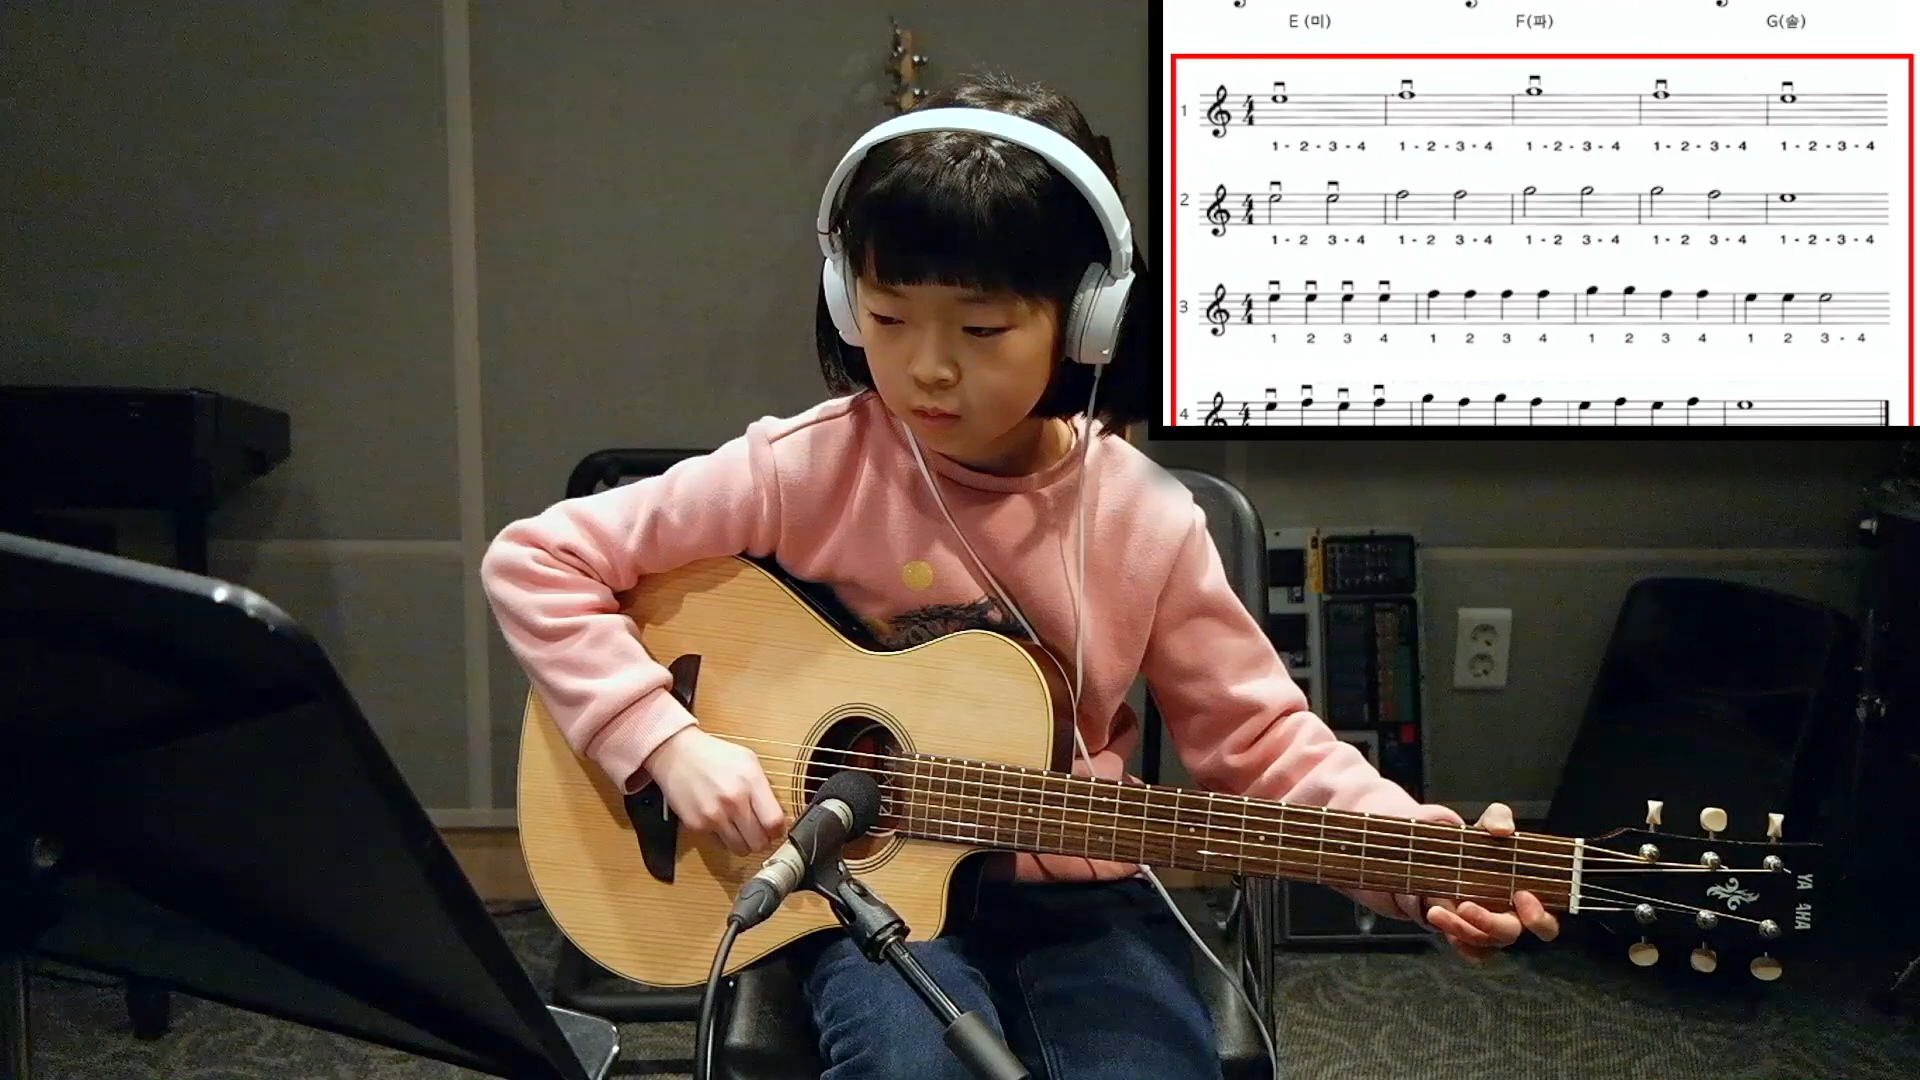 E (미) F(파) G(솔)
1
1 - 2 - 3 - 4 1 - 2 - 3 - 4 1 - 2 - 3 - 4 1 - 2 - 3 - 4 1 - 2 - 3 - 4
2
1 - 2 3 - 4 1 - 2 3 - 4 1 - 2 3 - 4 1 - 2 3 - 4 1 - 2 - 3 - 4
3
1 2 3 4 1 2 3 4 1 2 3 4 1 2 3 - 4
4
YA AHA